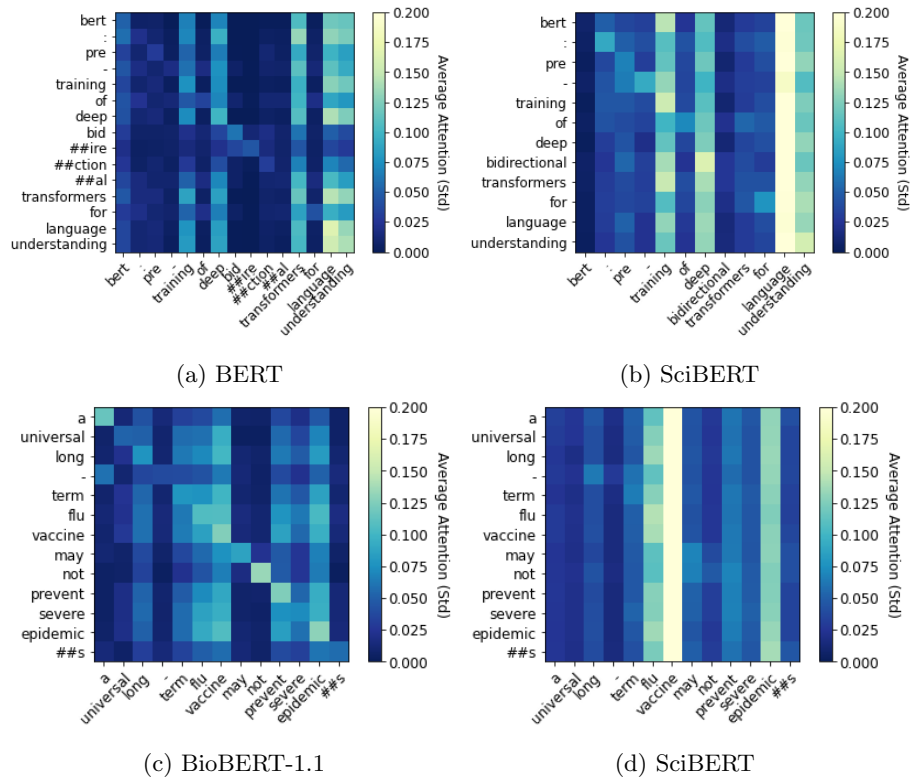 bert
:
pre
-
training
of
deep
bid
##ire
##ction
##al
transformers
for
language
understanding
bert
:
pre
-
training
of
deep
bid
##ire
##ction
##al
transformers
for
language
understanding
0.200
0.175
0.150
0.125
0.100
0.075
0.050
0.025
0.000
Average Attention (Std)
(a) BERT
bert
:
pre
-
training
of
deep
bidirectional
transformers
for
language
understanding
bert
:
pre
-
training
of
deep
bidirectional
transformers
for
language
understanding
0.200
0.175
0.150
0.125
0.100
0.075
0.050
0.025
0.000
Average Attention (Std)
(b) SciBERT
a
universal
long
-
term
flu
vaccine
may
not
prevent
severe
epidemic
##s
a
universal
long
-
term
flu
vaccine
may
not
prevent
severe
epidemic
##s
0.200
0.175
0.150
0.125
0.100
0.075
0.050
0.025
0.000
Average Attention (Std)
(c) BioBERT-1.1
a
universal
long
-
term
flu
vaccine
may
not
prevent
severe
epidemic
##s
a
universal
long
-
term
flu
vaccine
may
not
prevent
severe
epidemic
##s
0.200
0.175
0.150
0.125
0.100
0.075
0.050
0.025
0.000
Average Attention (Std)
(d) SciBERT